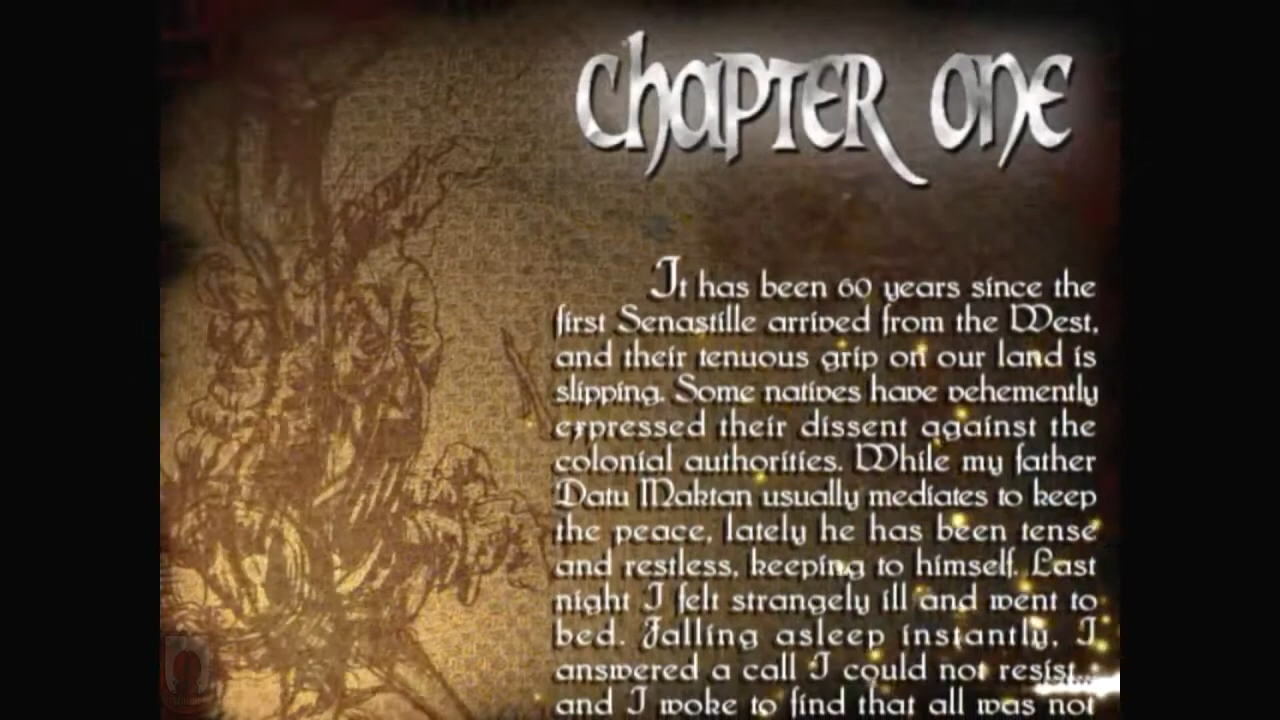 Chapter One
It has been 60 years since the
first Senastille arrived from the West,
and their tenuous grip on our land is
slipping. Some natives have vehemently
expressed their dissent against the
colonial authorities. While my father
Datu Maktan usually mediates to keep
the peace, lately he has been tense
and restless, keeping to himself. Last
night I felt strangely ill and went to
bed. Falling asleep instantly, I
answered a call I could not resist...
and I woke to find that all was not